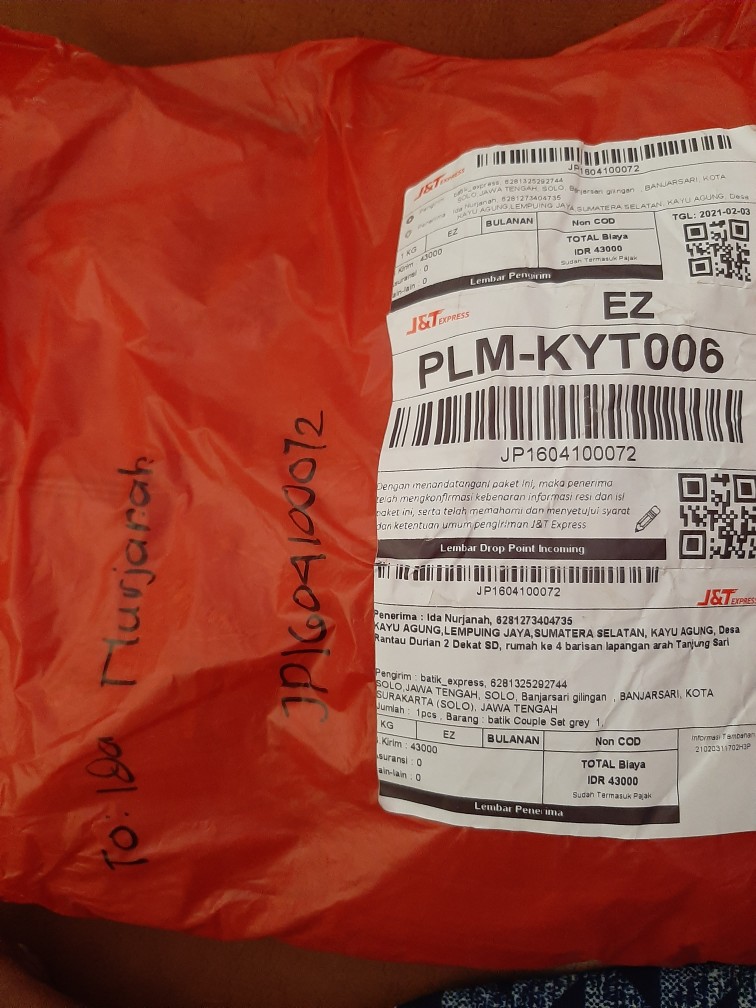 To: Ida Nurjanah
JP1604100072
J&T EXPRESS
JP1604100072
Pengirim : batik_express, 6281325292744
SOLO,JAWA TENGAH, SOLO, Banjarsari gilingan , BANJARSARI, KOTA
Penerima : Ida Nurjanah, 6281273404735
KAYU AGUNG,LEMPUING JAYA,SUMATERA SELATAN, KAYU AGUNG, Desa
TGL: 2021-02-03
1 KG EZ BULANAN Non COD
Kirim : 43000
suransi : 0
ain-lain : 0
TOTAL Biaya
IDR 43000
Sudah Termasuk Pajak
Lembar Pengirim
J&T EXPRESS
EZ
PLM-KYT006
JP1604100072
Dengan menandatangani paket ini, maka penerima
telah mengkonfirmasi kebenaran informasi resi dan isi
paket ini, serta telah memahami dan menyetujui syarat
dan ketentuan umum pengiriman J&T Express
Lembar Drop Point Incoming
JP1604100072
J&T EXPRESS
Penerima : Ida Nurjanah, 6281273404735
KAYU AGUNG,LEMPUING JAYA,SUMATERA SELATAN, KAYU AGUNG, Desa
Rantau Durian 2 Dekat SD, rumah ke 4 barisan lapangan arah Tanjung Sari
Pengirim : batik_express, 6281325292744
SOLO,JAWA TENGAH, SOLO, Banjarsari gilingan , BANJARSARI, KOTA
SURAKARTA (SOLO), JAWA TENGAH
Jumlah : 1pcs , Barang : batik Couple Set grey 1,
KG EZ BULANAN Non COD
Kirim : 43000
suransi : 0
ain-lain : 0
TOTAL Biaya
IDR 43000
Sudah Termasuk Pajak
Informasi Tambahan
Lembar Penerima